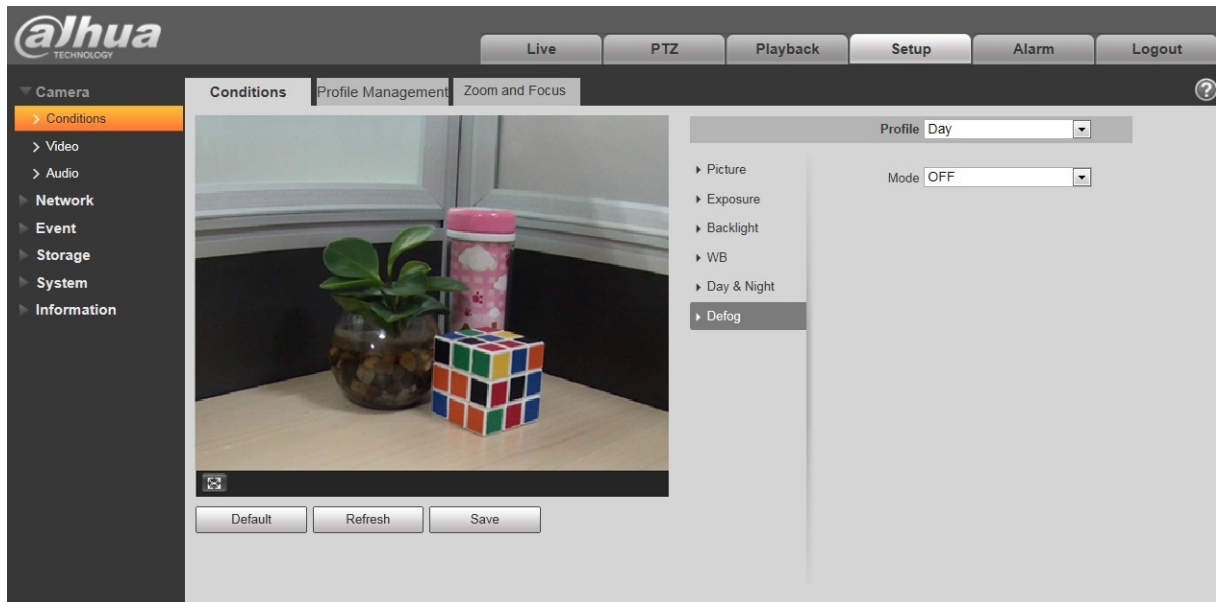 alhua
TECHNOLOGY
Live
PTZ
Playback
Setup
Alarm
Logout
Camera
Conditions
Video
Audio
Network
Event
Storage
System
Information
Conditions
Profile Management
Zoom and Focus
?
Profile Day
Picture
Exposure
Backlight
WB
Day & Night
Defog
Mode OFF
Default
Refresh
Save